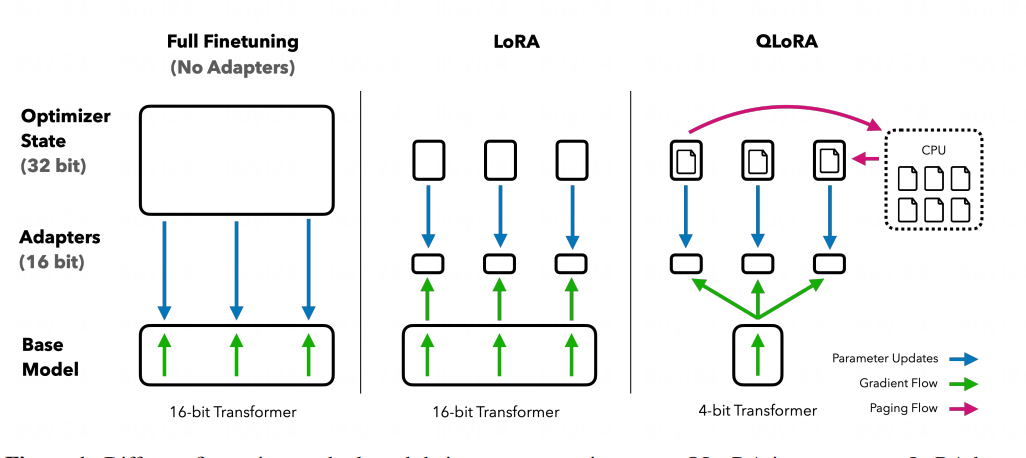 Full Finetuning
(No Adapters)
LoRA
QLoRA
Optimizer
State
(32 bit)
CPU
Adapters
(16 bit)
Base
Model
Parameter Updates
Gradient Flow
Paging Flow
16-bit Transformer
16-bit Transformer
4-bit Transformer